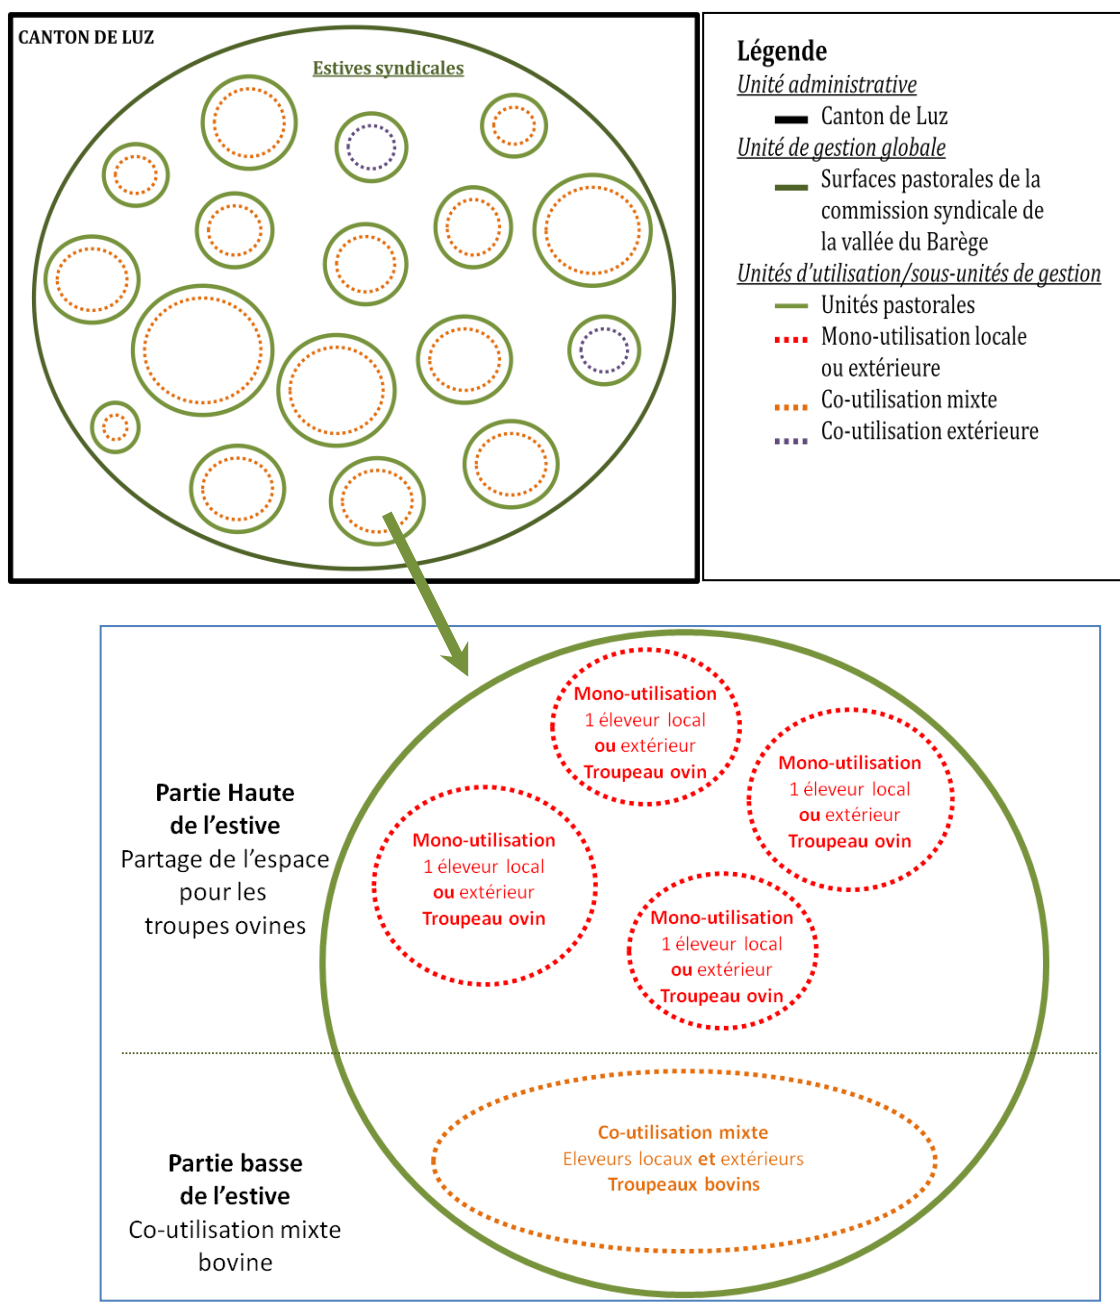 CANTON DE LUZ
Estives syndicales
Légende
Unité administrative
Canton de Luz
Unité de gestion globale
Surfaces pastorales de la
commission syndicale de
la vallée du Barège
Unités d'utilisation/sous-unités de gestion
Unités pastorales
Mono-utilisation locale
ou extérieure
Co-utilisation mixte
Co-utilisation extérieure
Partie Haute
de l'estive
Partage de l'espace
pour les
troupes ovines
Mono-utilisation
1 éleveur local
ou extérieur
Troupeau ovin
Mono-utilisation
1 éleveur local
ou extérieur
Troupeau ovin
Mono-utilisation
1 éleveur local
ou extérieur
Troupeau ovin
Mono-utilisation
1 éleveur local
ou extérieur
Troupeau ovin
Partie basse
de l'estive
Co-utilisation mixte
bovine
Co-utilisation mixte
Eleveurs locaux et extérieurs
Troupeaux bovins